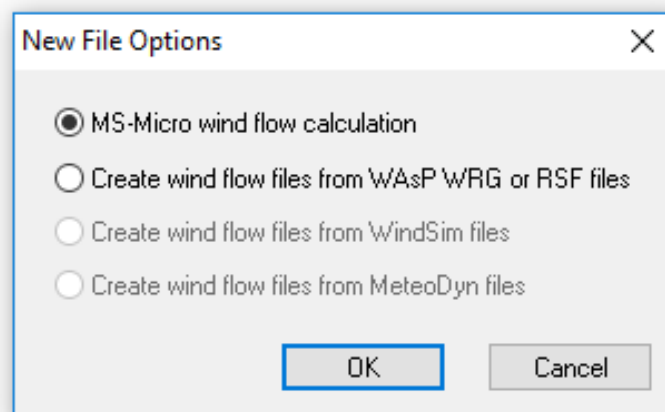 New File Options
MS-Micro wind flow calculation
Create wind flow files from WAsP WRG or RSF files
Create wind flow files from WindSim files
Create wind flow files from MeteoDyn files
OK
Cancel